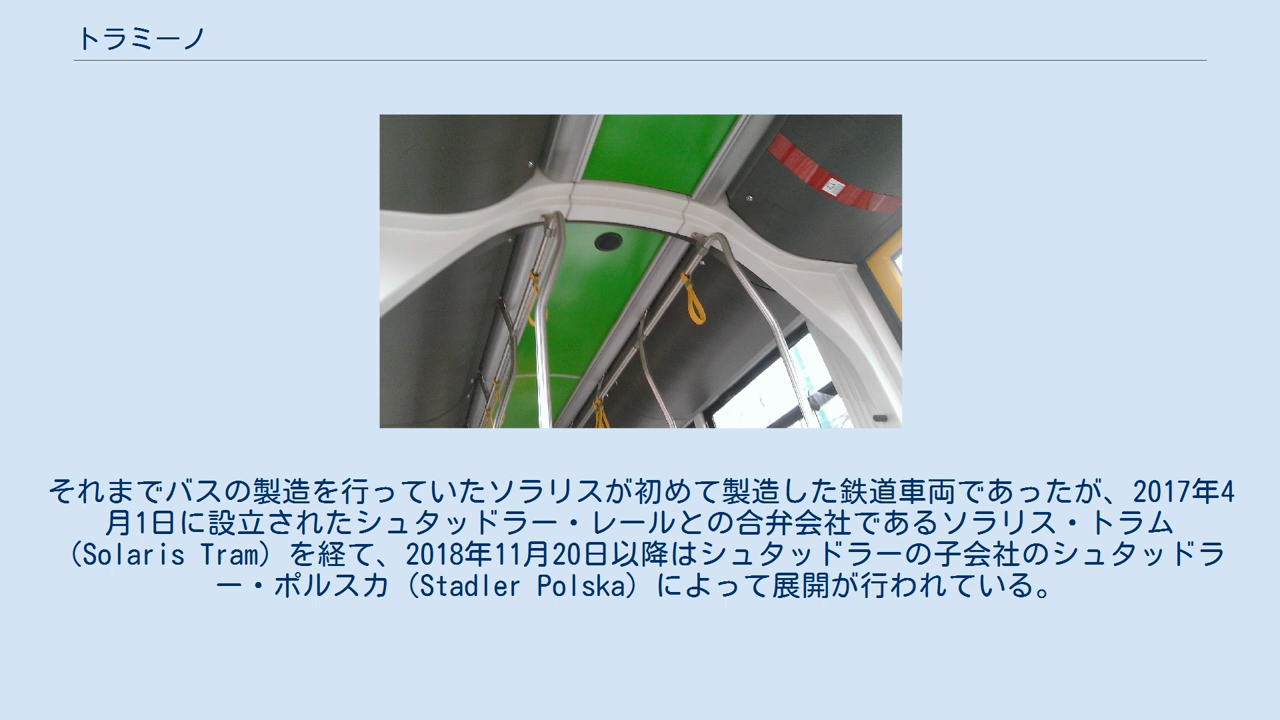 トラミーノ
それまでバスの製造を行っていたソラリスが初めて製造した鉄道車両であったが、2017年4
月1日に設立されたシュタッドラー・レールとの合弁会社であるソラリス・トラム
（Solaris Tram）を経て、2018年11月20日以降はシュタッドラーの子会社のシュタッドラ
ー・ポルスカ（Stadler Polska）によって展開が行われている。